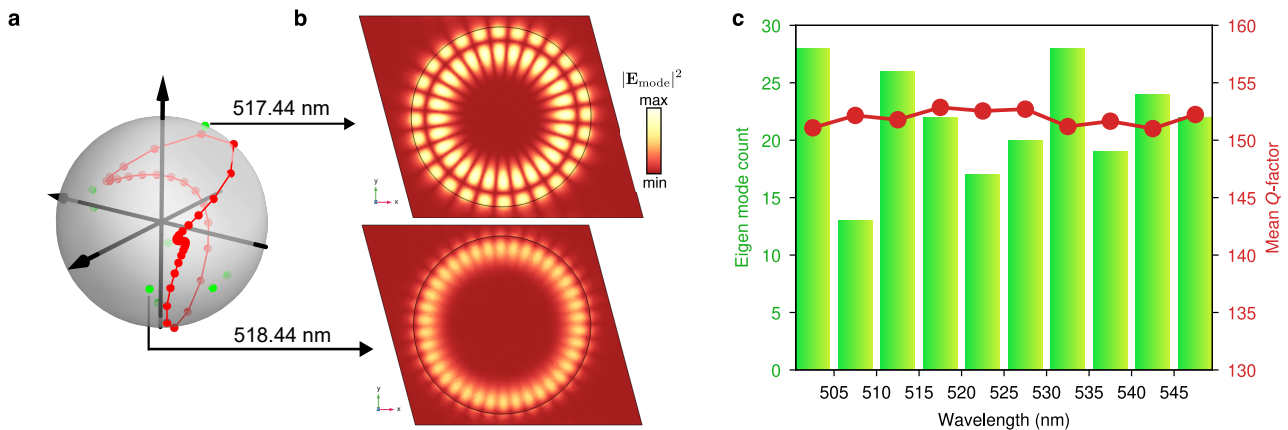 a
517.44 nm
518.44 nm
b
|E_mode|²
max
min
y
x
y
x
c
30
25
20
15
10
5
0
Eigen mode count
160
155
150
145
140
135
130
Mean Q-factor
505 510 515 520 525 530 535 540 545
Wavelength (nm)